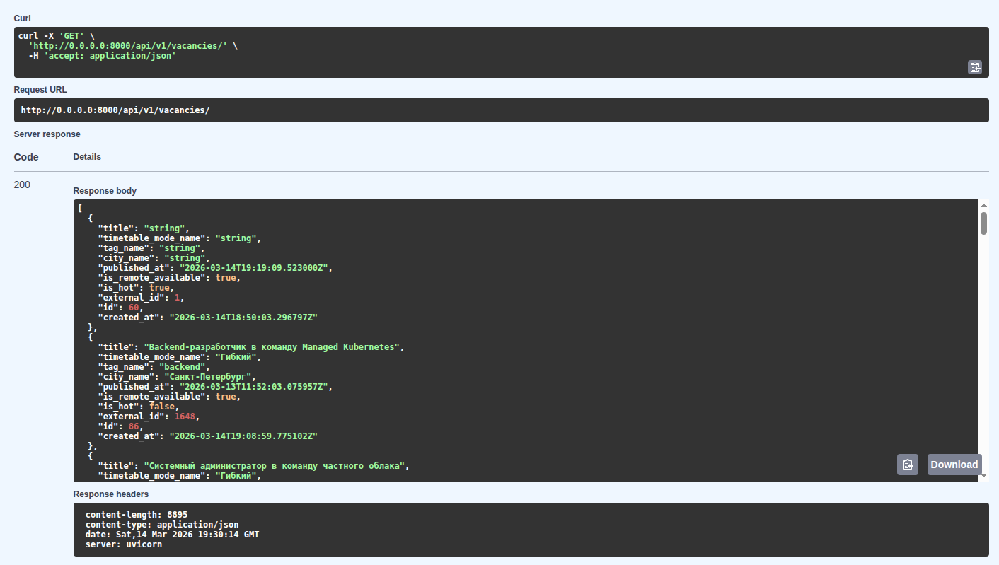 Curl
curl -X 'GET' \
  'http://0.0.0.0:8000/api/v1/vacancies/' \
  -H 'accept: application/json'
Request URL
http://0.0.0.0:8000/api/v1/vacancies/
Server response
Code Details
200
Response body
[
  {
    "title": "string",
    "timetable_mode_name": "string",
    "tag_name": "string",
    "city_name": "string",
    "published_at": "2026-03-14T19:19:09.523000Z",
    "is_remote_available": true,
    "is_hot": true,
    "external_id": 1,
    "id": 60,
    "created_at": "2026-03-14T18:50:03.296797Z"
  },
  {
    "title": "Backend-разработчик в команду Managed Kubernetes",
    "timetable_mode_name": "Гибкий",
    "tag_name": "backend",
    "city_name": "Санкт-Петербург",
    "published_at": "2026-03-13T11:52:03.075957Z",
    "is_remote_available": true,
    "is_hot": false,
    "external_id": 1648,
    "id": 86,
    "created_at": "2026-03-14T19:08:59.775102Z"
  },
  {
    "title": "Системный администратор в команду частного облака",
    "timetable_mode_name": "Гибкий",
Download
Response headers
content-length: 8895
content-type: application/json
date: Sat,14 Mar 2026 19:30:14 GMT
server: uvicorn